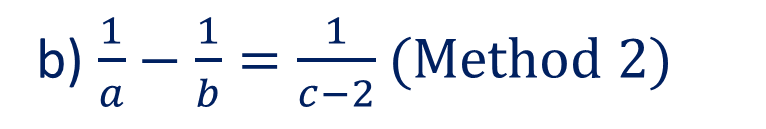 b) 1/a − 1/b = 1/(c−2) (Method 2)